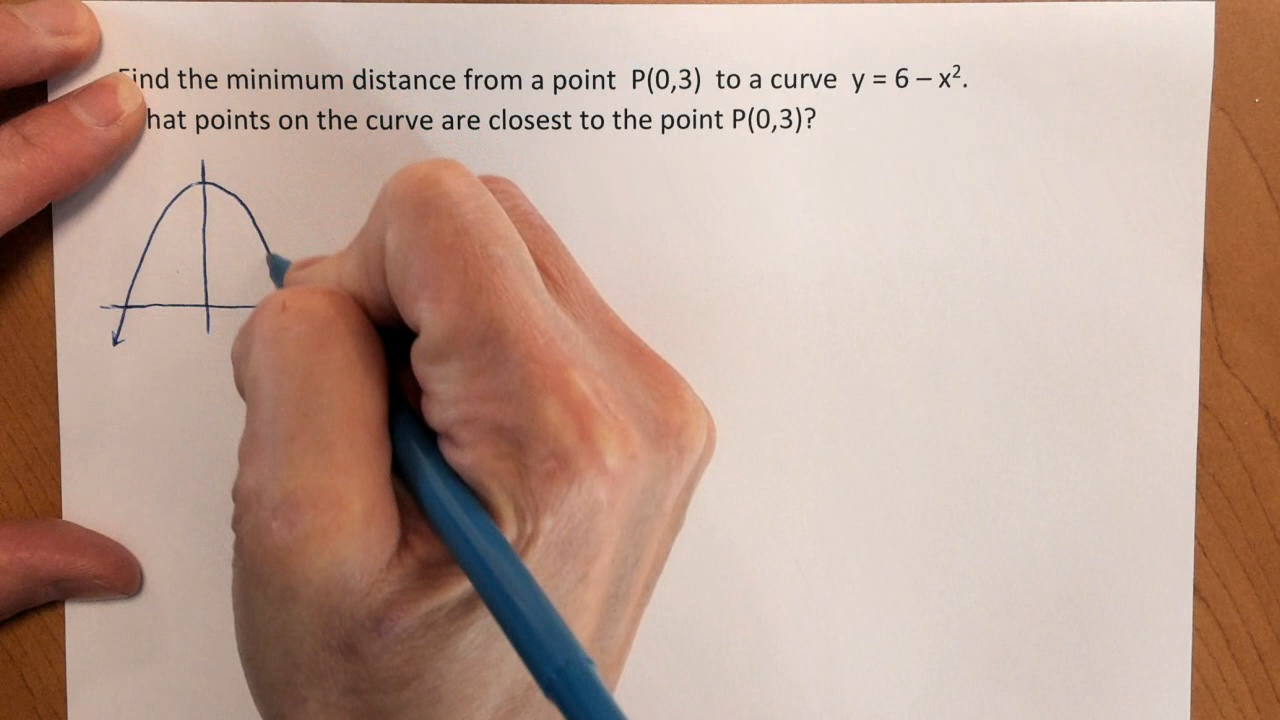 Find the minimum distance from a point P(0,3) to a curve y = 6 – x².
hat points on the curve are closest to the point P(0,3)?